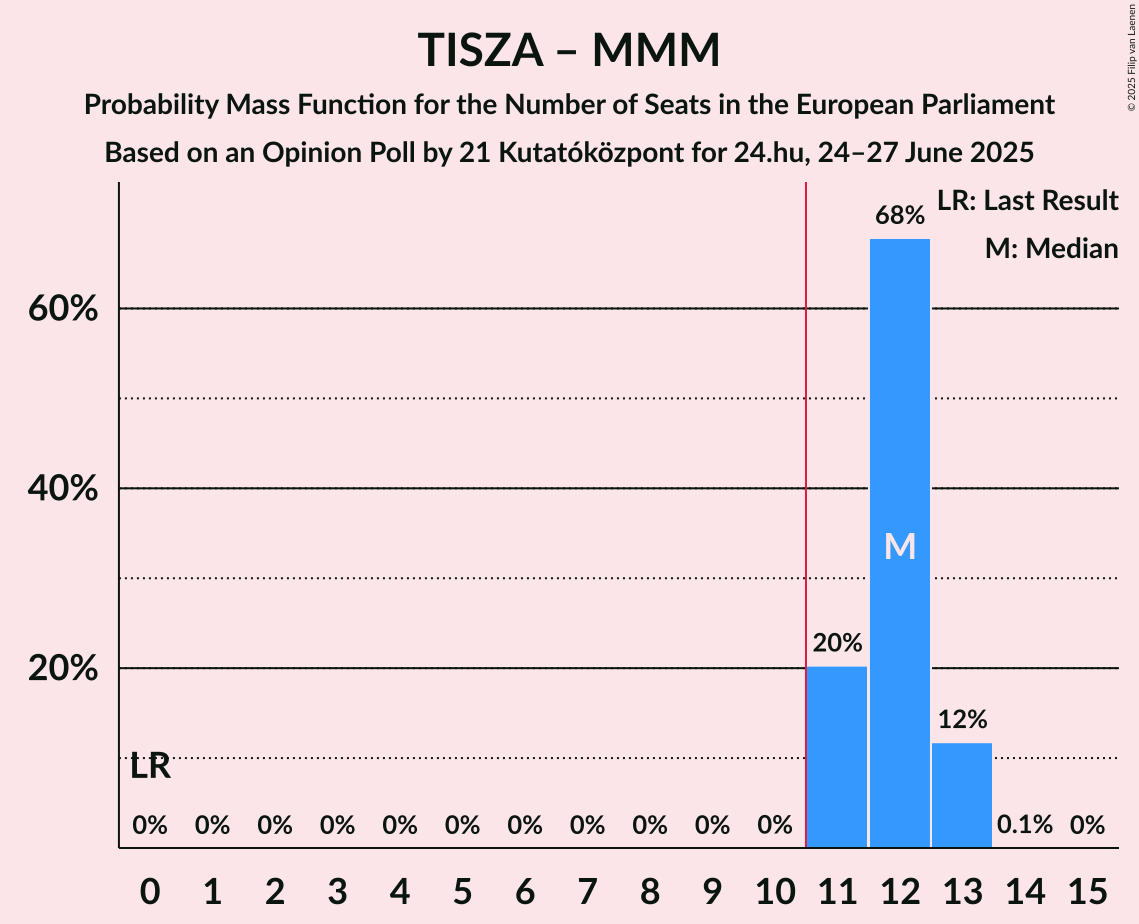 TISZA – MMM
Probability Mass Function for the Number of Seats in the European Parliament
Based on an Opinion Poll by 21 Kutatóközpont for 24.hu, 24–27 June 2025
© 2025 Filip van Laenen
LR: Last Result
M: Median
68%
60%
40%
M
20%
20%
12%
LR
0% 0% 0% 0% 0% 0% 0% 0% 0% 0% 0% 0.1% 0%
0 1 2 3 4 5 6 7 8 9 10 11 12 13 14 15